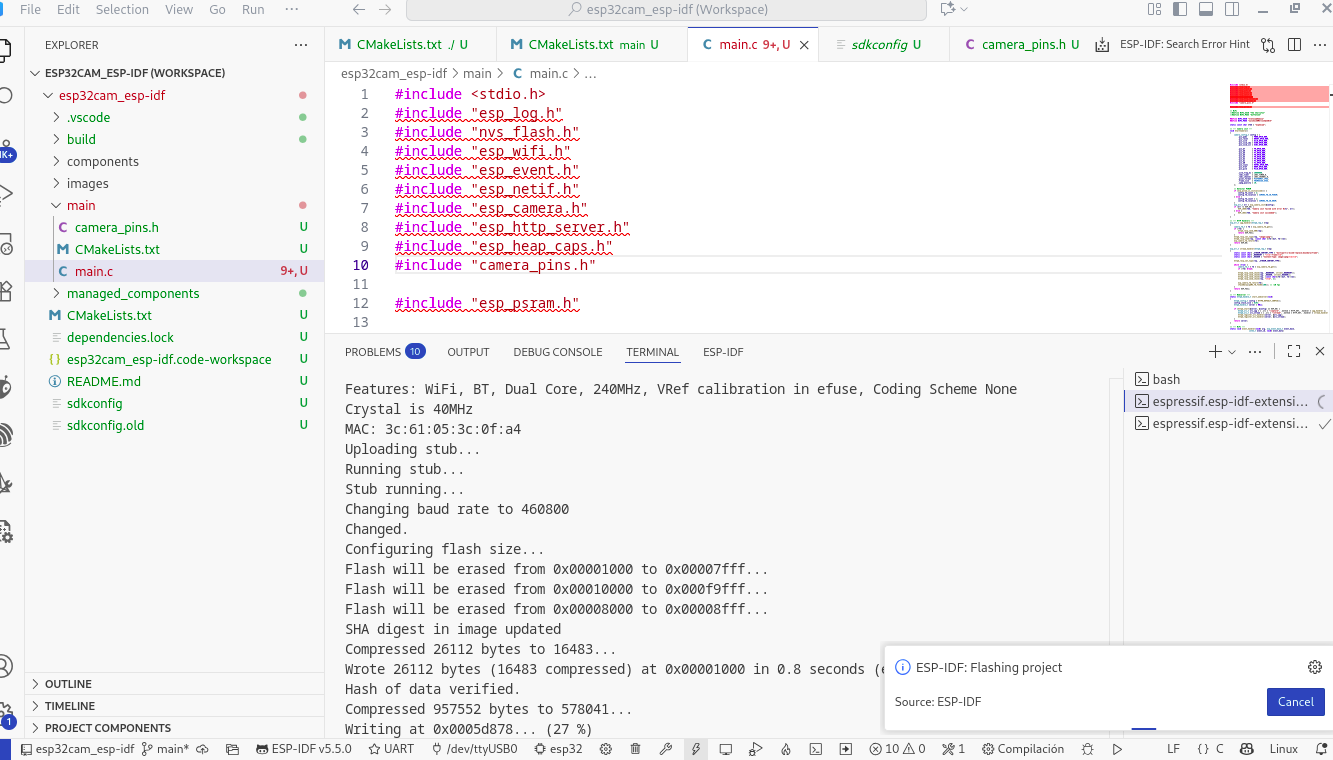 File Edit Selection View Go Run ···
esp32cam_esp-idf (Workspace)
EXPLORER
ESP32CAM_ESP-IDF (WORKSPACE)
esp32cam_esp-idf
.vscode
build
components
images
main
camera_pins.h U
CMakeLists.txt U
main.c 9+, U
managed_components
CMakeLists.txt U
dependencies.lock U
esp32cam_esp-idf.code-workspace U
README.md U
sdkconfig U
sdkconfig.old U
OUTLINE
TIMELINE
PROJECT COMPONENTS
CMakeLists.txt ./ U
CMakeLists.txt main U
main.c 9+, U
sdkconfig U
camera_pins.h U
ESP-IDF: Search Error Hint
esp32cam_esp-idf > main > C main.c > ...
1 #include <stdio.h>
2 #include "esp_log.h"
3 #include "nvs_flash.h"
4 #include "esp_wifi.h"
5 #include "esp_event.h"
6 #include "esp_netif.h"
7 #include "esp_camera.h"
8 #include "esp_http_server.h"
9 #include "esp_heap_caps.h"
10 #include "camera_pins.h"
11
12 #include "esp_psram.h"
13
PROBLEMS 10 OUTPUT DEBUG CONSOLE TERMINAL ESP-IDF
Features: WiFi, BT, Dual Core, 240MHz, VRef calibration in efuse, Coding Scheme None
Crystal is 40MHz
MAC: 3c:61:05:3c:0f:a4
Uploading stub...
Running stub...
Stub running...
Changing baud rate to 460800
Changed.
Configuring flash size...
Flash will be erased from 0x00001000 to 0x00007fff...
Flash will be erased from 0x00010000 to 0x000f9fff...
Flash will be erased from 0x00008000 to 0x00008fff...
SHA digest in image updated
Compressed 26112 bytes to 16483...
Wrote 26112 bytes (16483 compressed) at 0x00001000 in 0.8 seconds (
Hash of data verified.
Compressed 957552 bytes to 578041...
Writing at 0x0005d878... (27 %)
bash
espressif.esp-idf-extensi...
espressif.esp-idf-extensi...
ESP-IDF: Flashing project
Source: ESP-IDF
Cancel
esp32cam_esp-idf main* ESP-IDF v5.5.0 UART /dev/ttyUSB0 esp32 10 0 1 Compilación LF {} C Linux